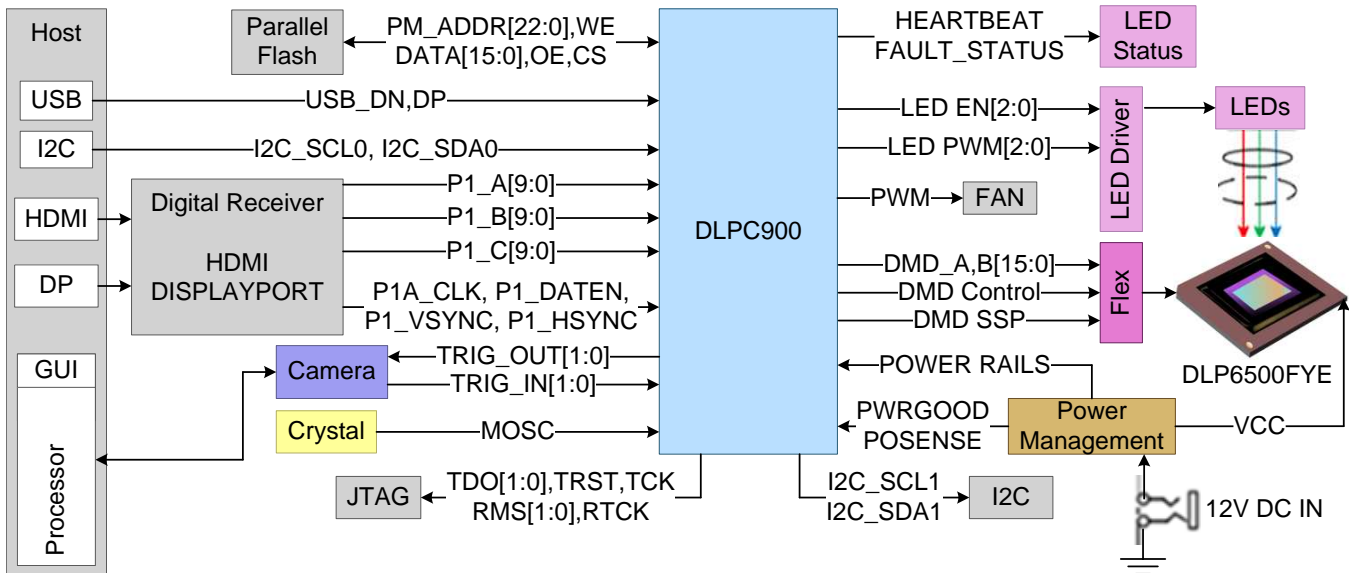 Host
USB
I2C
HDMI
DP
GUI
Processor
Parallel
Flash
PM_ADDR[22:0],WE
DATA[15:0],OE,CS
USB_DN,DP
I2C_SCL0, I2C_SDA0
Digital Receiver
HDMI
DISPLAYPORT
P1_A[9:0]
P1_B[9:0]
P1_C[9:0]
P1A_CLK, P1_DATEN,
P1_VSYNC, P1_HSYNC
Camera
TRIG_OUT[1:0]
TRIG_IN[1:0]
Crystal
MOSC
JTAG
TDO[1:0],TRST,TCK
RMS[1:0],RTCK
DLPC900
HEARTBEAT
FAULT_STATUS
LED
Status
LED EN[2:0]
LED PWM[2:0]
LED Driver
LEDs
PWM
FAN
DMD_A,B[15:0]
DMD Control
DMD SSP
Flex
DLP6500FYE
POWER RAILS
PWRGOOD
POSENSE
Power
Management
VCC
I2C_SCL1
I2C_SDA1
I2C
12V DC IN